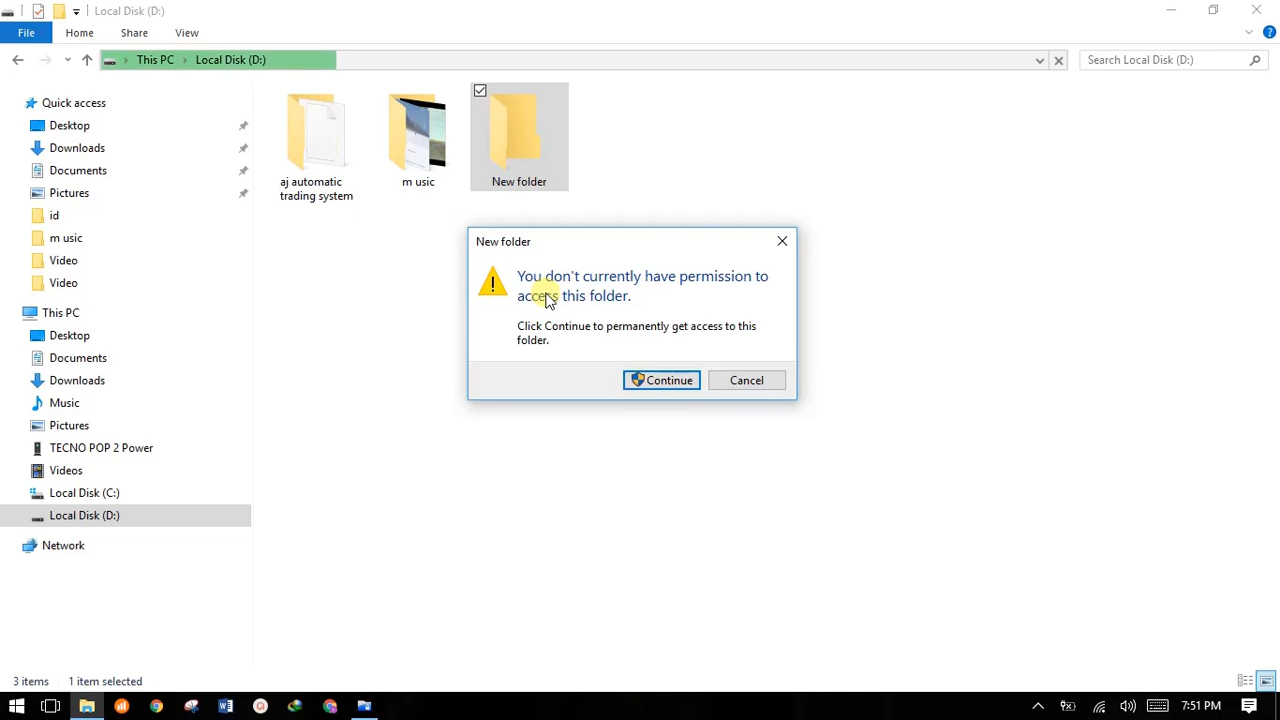 Local Disk (D:)
File Home Share View
This PC Local Disk (D:)
Search Local Disk (D:)
Quick access
Desktop
Downloads
Documents
Pictures
id
m usic
Video
Video
This PC
Desktop
Documents
Downloads
Music
Pictures
TECNO POP 2 Power
Videos
Local Disk (C:)
Local Disk (D:)
Network
aj automatic
trading system
m usic
New folder
New folder
You don't currently have permission to
access this folder.
Click Continue to permanently get access to this
folder.
Continue Cancel
3 items 1 item selected
7:51 PM